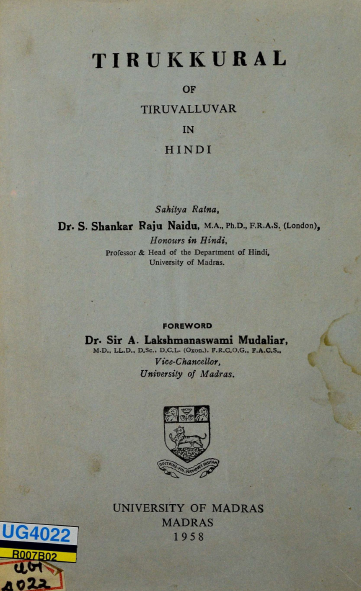 TIRUKKURAL
OF
TIRUVALLUVAR
IN
HINDI
Sahitya Ratna,
Dr. S. Shankar Raju Naidu, M.A., Ph.D., F.R.A.S, (London),
Honours in Hindi,
Professor & Head of the Department of Hindi,
University of Madras.
FOREWORD
Dr. Sir A. Lakshmanaswami Mudaliar,
M.D., LL.D., D.Sc., D.C.L. (Oxon.), F.R.C.O.G., F.A.C.S.,
Vice-Chancellor,
University of Madras.
UNIVERSITY OF MADRAS
MADRAS
1958
UG4022
R007B02
UG1
4022